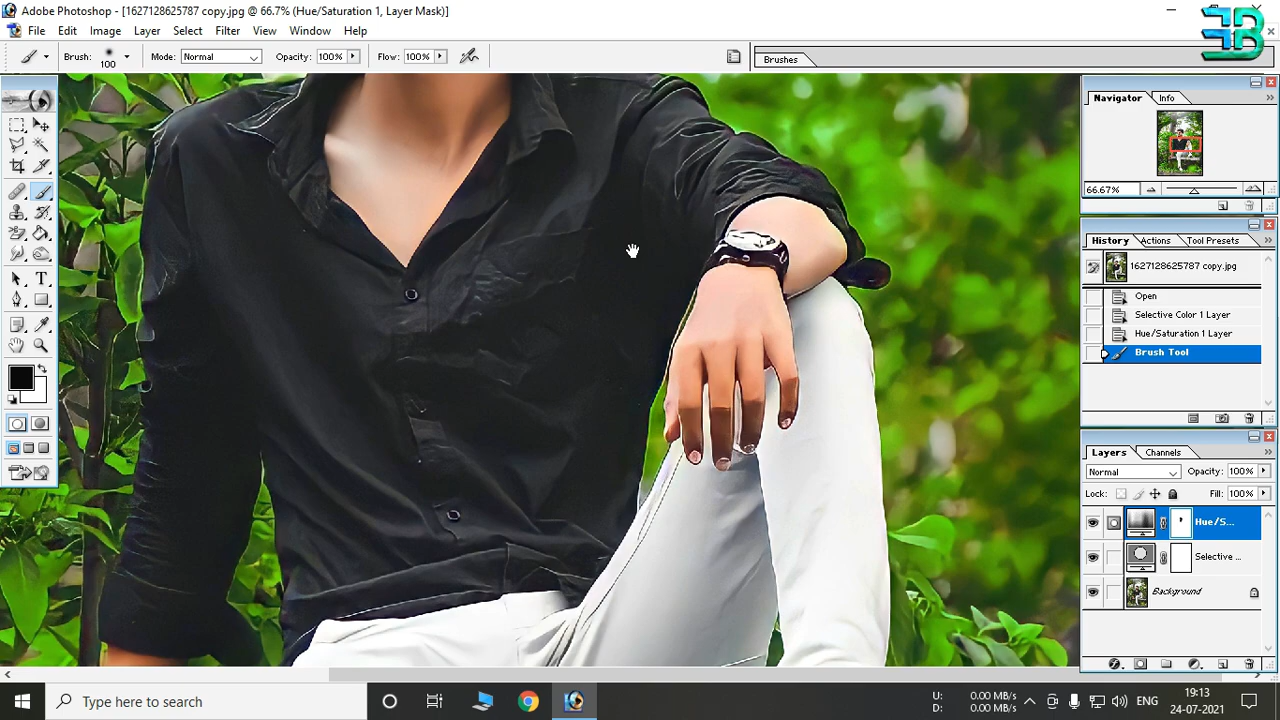 Adobe Photoshop - [1627128625787 copy.jpg @ 66.7% (Hue/Saturation 1, Layer Mask)]
File Edit Image Layer Select Filter View Window Help
Brush: 100 Mode: Normal Opacity: 100% Flow: 100% Brushes
Navigator Info
66.67%
History Actions Tool Presets
1627128625787 copy.jpg
Open
Selective Color 1 Layer
Hue/Saturation 1 Layer
Brush Tool
Layers Channels
Normal Opacity: 100%
Lock: Fill: 100%
Hue/S...
Selective ...
Background
Type here to search
U: 0.00 MB/s
D: 0.00 MB/s
ENG
19:13
24-07-2021